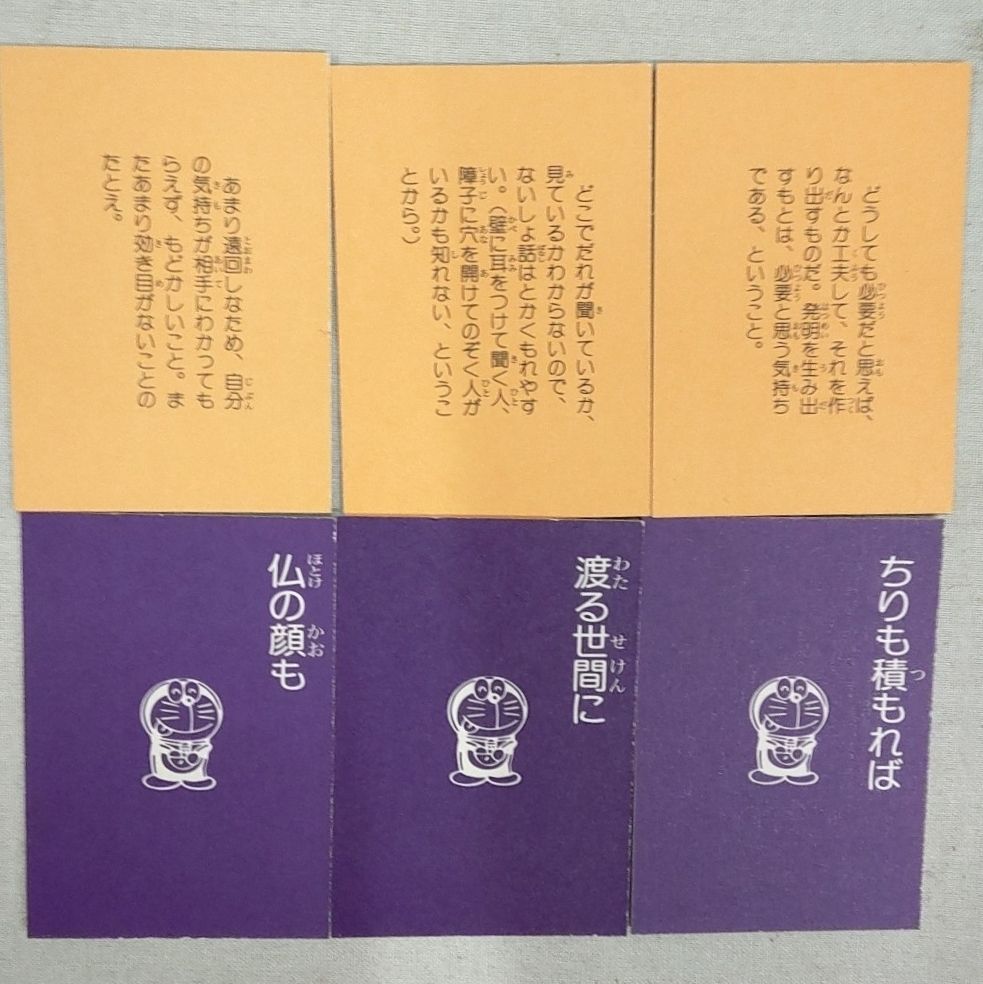 どうしても必要だと思えば、
なんとか工夫して、それを作
り出すものだ。発明を生み出
すもとは、必要と思う気持ち
である、ということ。
どこでだれが聞いているか、
見ているかわからないので、
ないしょ話はとかくもれやす
い。（壁に耳をつけて聞く人、
障子に穴を開けてのぞく人が
いるかも知れない、というこ
とから。）
あまり遠回しなため、自分
の気持ちが相手にわかっても
らえず、もどかしいこと。ま
たあまり効き目がないことの
たとえ。
ちりも積もれば
渡る世間に
仏の顔も